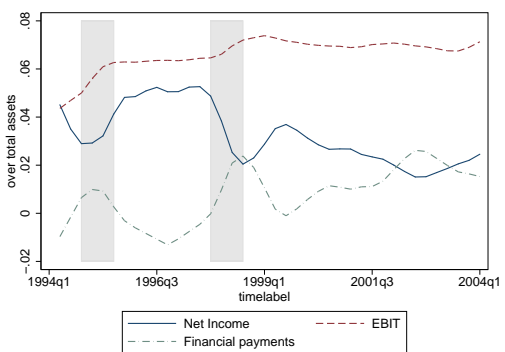 over total assets
.08
.06
.04
.02
0
-.02
1994q1 1996q3 1999q1 2001q3 2004q1
timelabel
Net Income EBIT
Financial payments